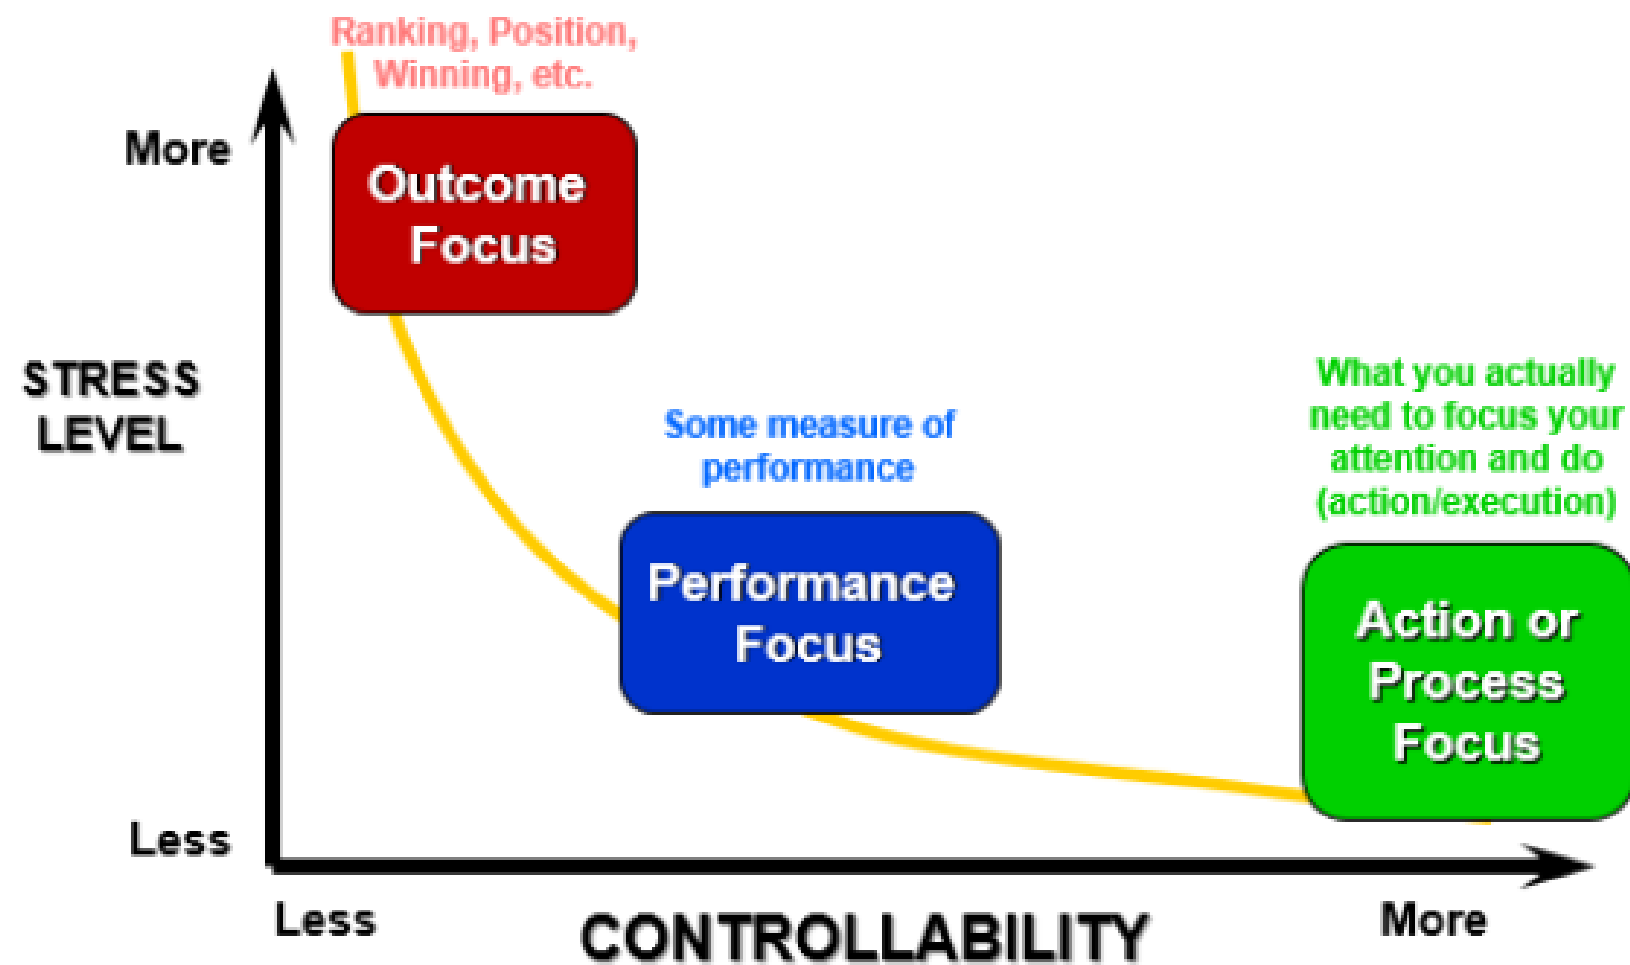 Ranking, Position,
Winning, etc.
More
Outcome
Focus
STRESS
LEVEL
Some measure of
performance
What you actually
need to focus your
attention and do
(action/execution)
Performance
Focus
Action or
Process
Focus
Less
Less
CONTROLLABILITY
More